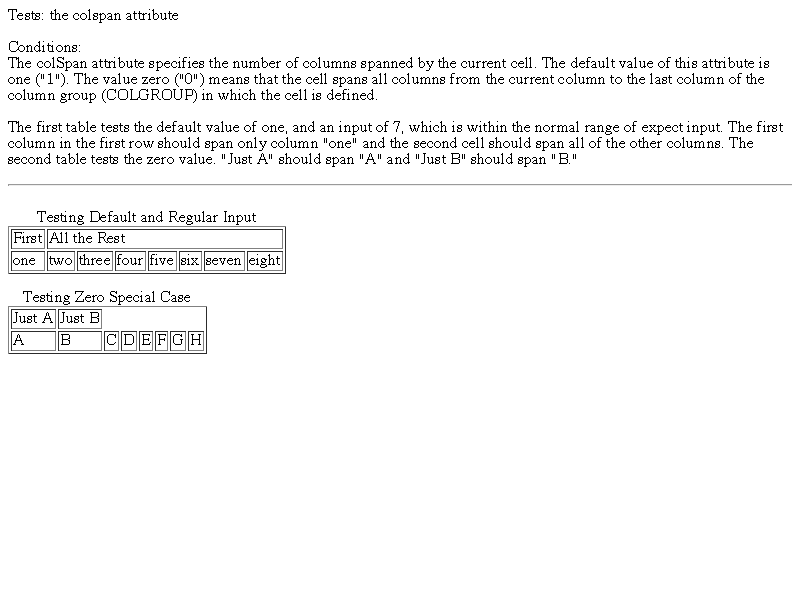 Tests: the colspan attribute
Conditions:
The colSpan attribute specifies the number of columns spanned by the current cell. The default value of this attribute is
one ("1"). The value zero ("0") means that the cell spans all columns from the current column to the last column of the
column group (COLGROUP) in which the cell is defined.
The first table tests the default value of one, and an input of 7, which is within the normal range of expect input. The first
column in the first row should span only column "one" and the second cell should span all of the other columns. The
second table tests the zero value. "Just A" should span "A" and "Just B" should span "B."
Testing Default and Regular Input
First All the Rest
one two three four five six seven eight
Testing Zero Special Case
Just A Just B
A B C D E F G H